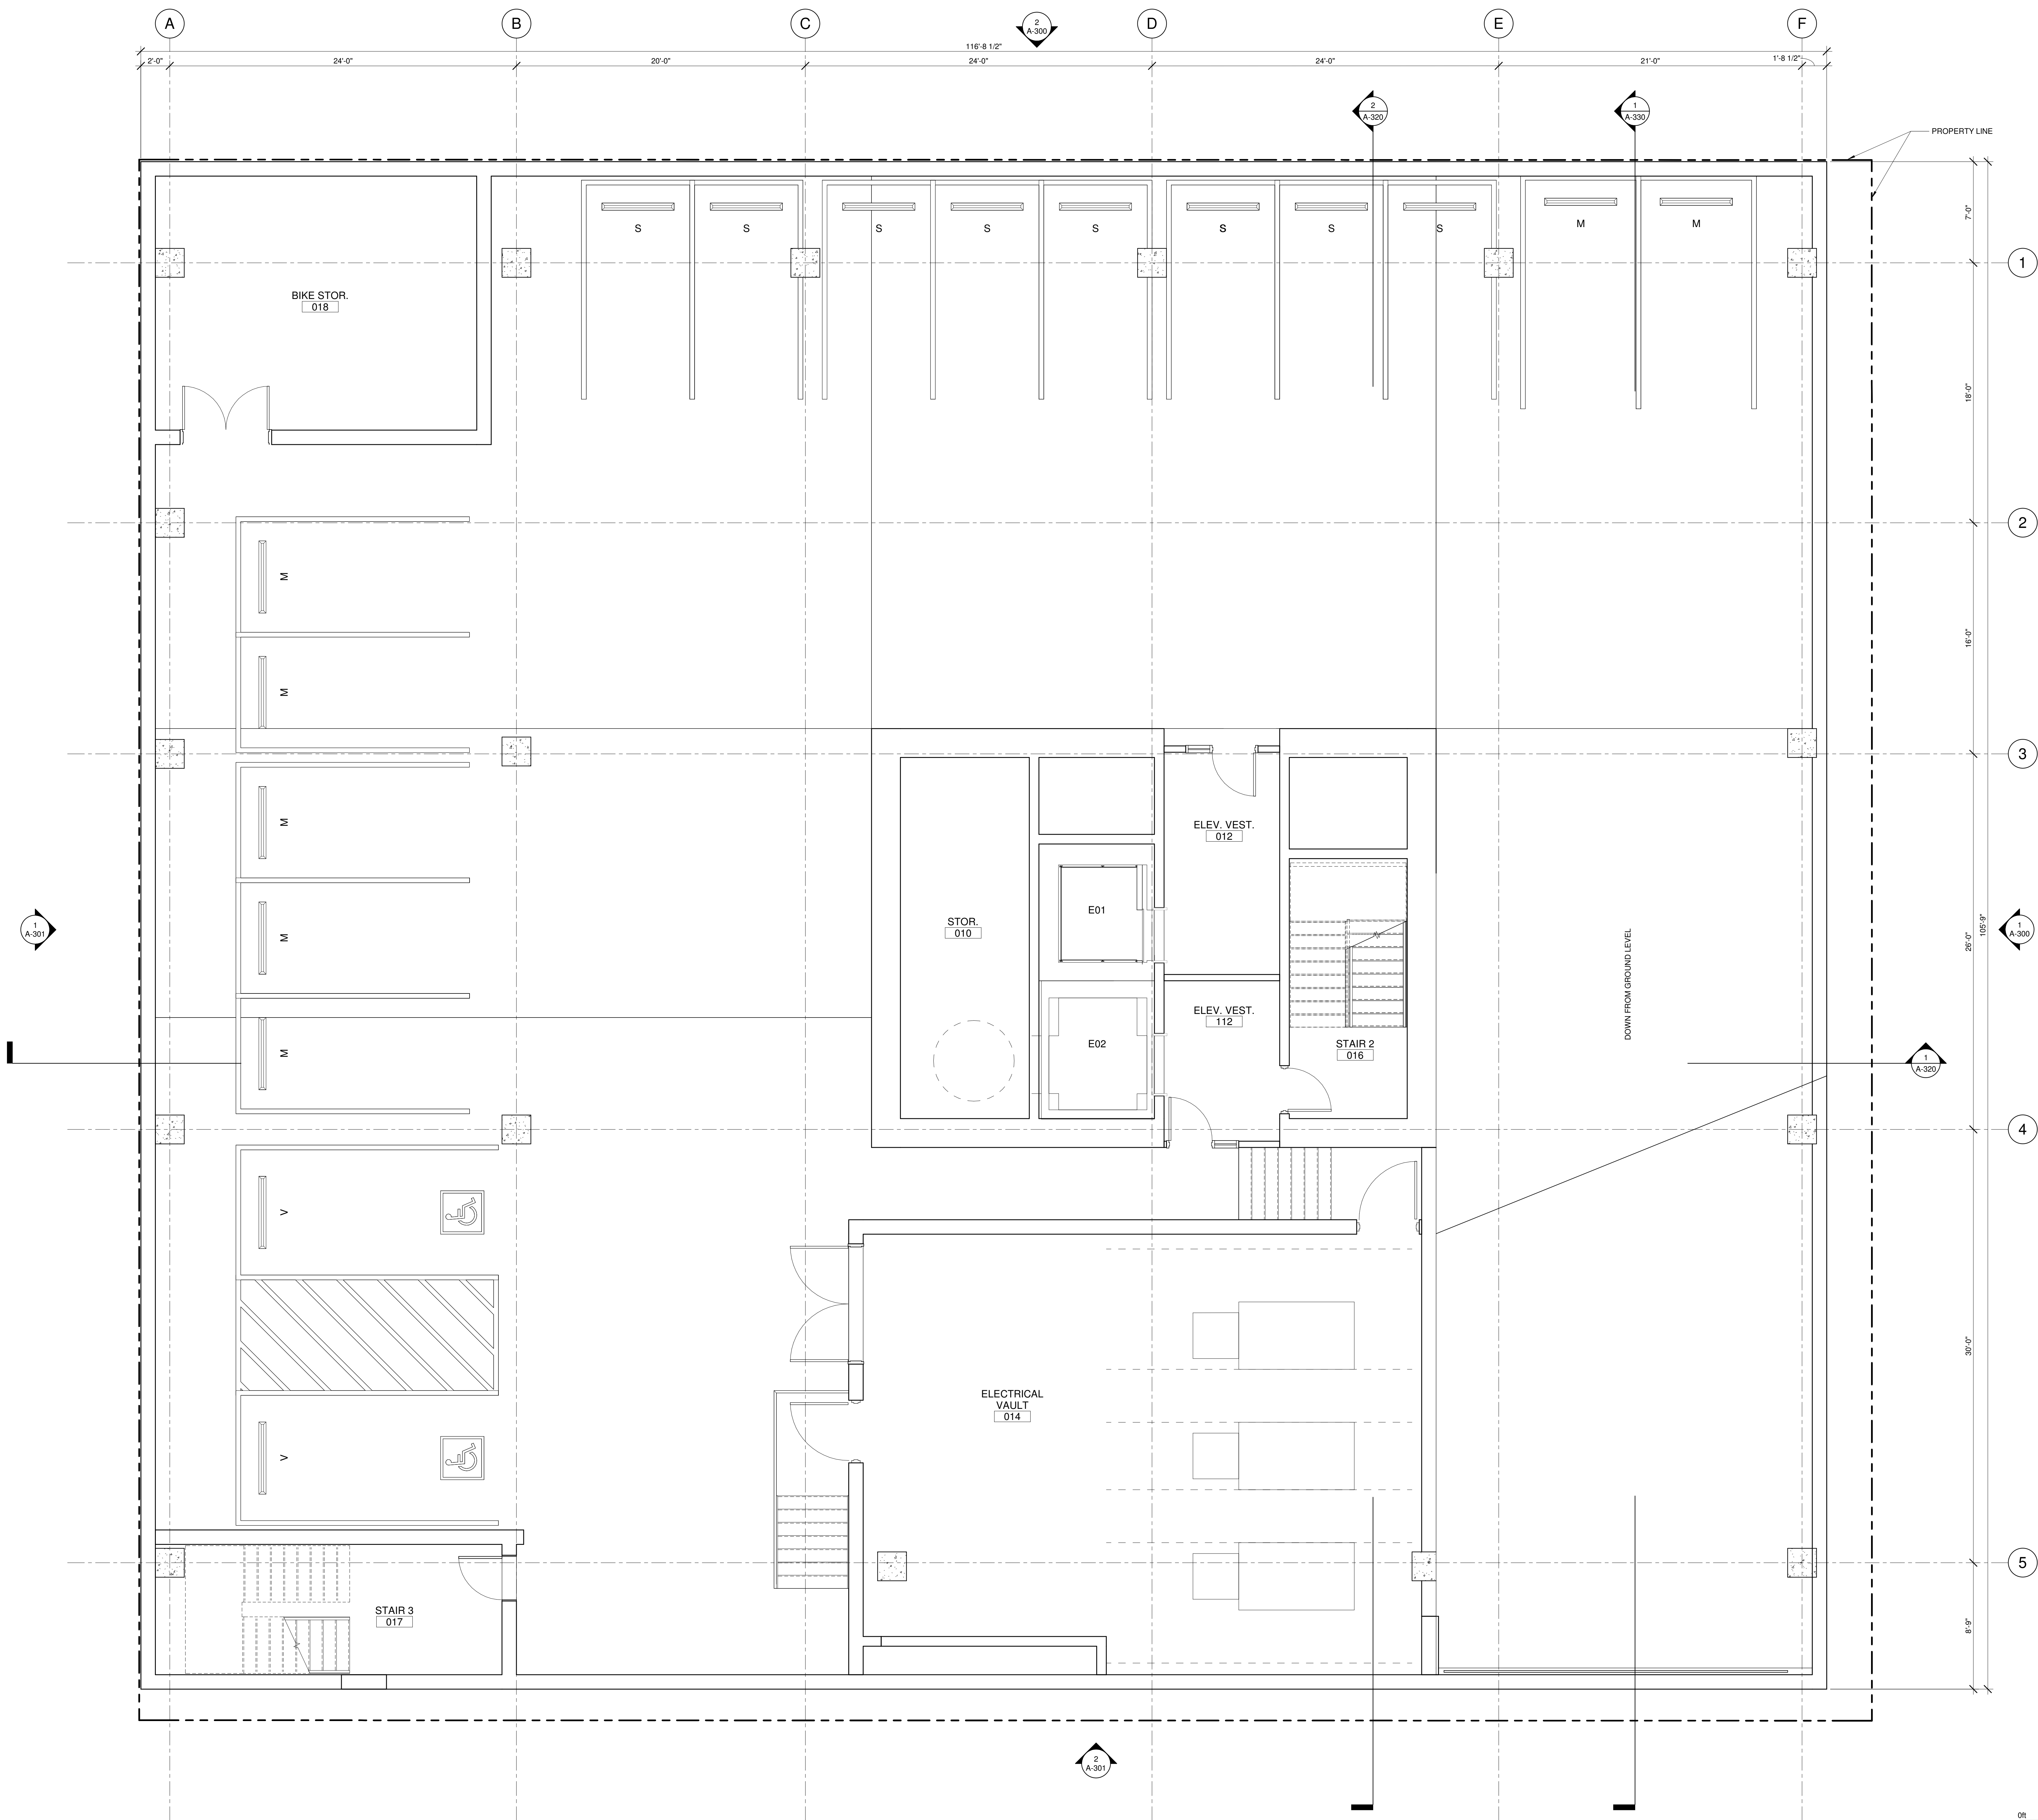 A
B
C
D
E
F
2
A-300
116'-8 1/2"
2'-0"
24'-0"
20'-0"
24'-0"
24'-0"
21'-0"
1'-8 1/2"
2
A-320
1
A-330
PROPERTY LINE
7'-0"
S
S
S
S
S
S
S
S
M
M
1
BIKE STOR.
018
18'-0"
2
M
16'-0"
M
3
M
ELEV. VEST.
012
E01
STOR.
010
M
1
A-301
DOWN FROM GROUND LEVEL
26'-0"
105'-9"
1
A-300
ELEV. VEST.
112
E02
STAIR 2
016
M
1
A-320
4
V
30'-0"
ELECTRICAL
VAULT
014
V
5
STAIR 3
017
8'-9"
2
A-301
0ft